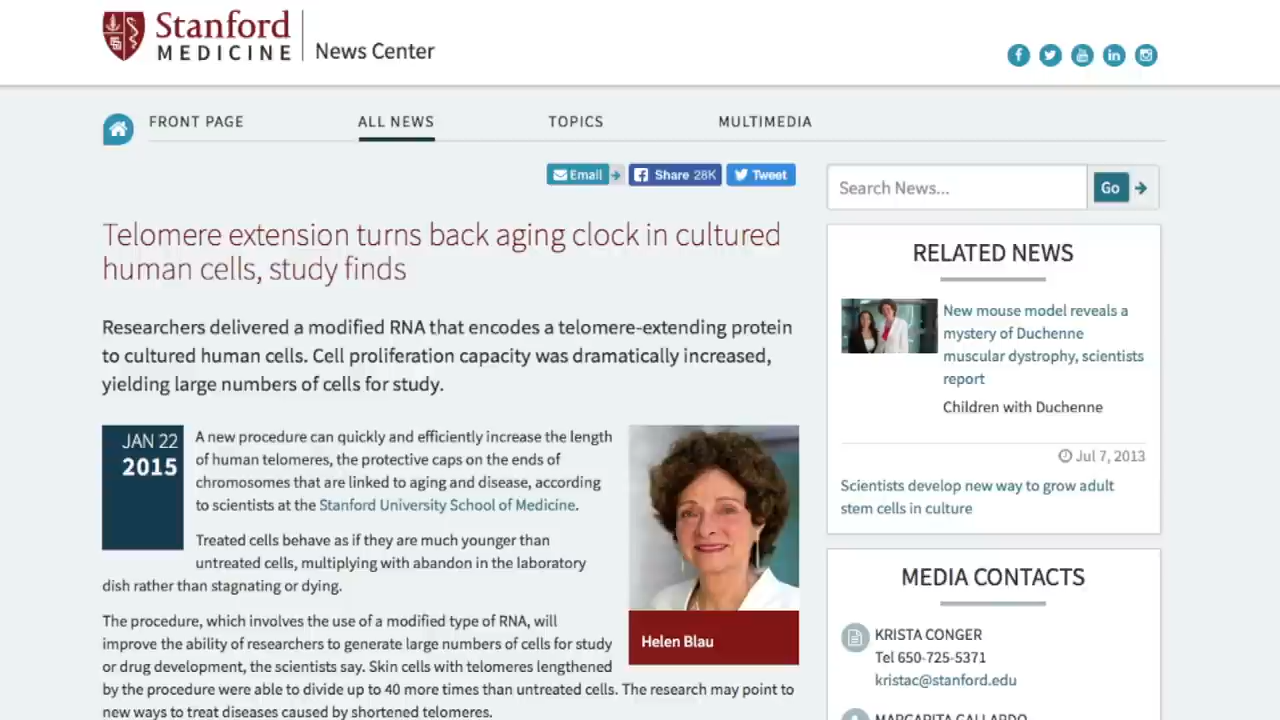 Stanford
MEDICINE
News Center
FRONT PAGE
ALL NEWS
TOPICS
MULTIMEDIA
Email
Share 28K
Tweet
Search News...
Go
Telomere extension turns back aging clock in cultured
human cells, study finds
Researchers delivered a modified RNA that encodes a telomere-extending protein
to cultured human cells. Cell proliferation capacity was dramatically increased,
yielding large numbers of cells for study.
JAN 22
2015
A new procedure can quickly and efficiently increase the length
of human telomeres, the protective caps on the ends of
chromosomes that are linked to aging and disease, according
to scientists at the Stanford University School of Medicine.
Treated cells behave as if they are much younger than
untreated cells, multiplying with abandon in the laboratory
dish rather than stagnating or dying.
The procedure, which involves the use of a modified type of RNA, will
improve the ability of researchers to generate large numbers of cells for study
or drug development, the scientists say. Skin cells with telomeres lengthened
by the procedure were able to divide up to 40 more times than untreated cells. The research may point to
new ways to treat diseases caused by shortened telomeres.
Helen Blau
RELATED NEWS
New mouse model reveals a
mystery of Duchenne
muscular dystrophy, scientists
report
Children with Duchenne
Jul 7, 2013
Scientists develop new way to grow adult
stem cells in culture
MEDIA CONTACTS
KRISTA CONGER
Tel 650-725-5371
kristac@stanford.edu
MARGARITA GALLARDO